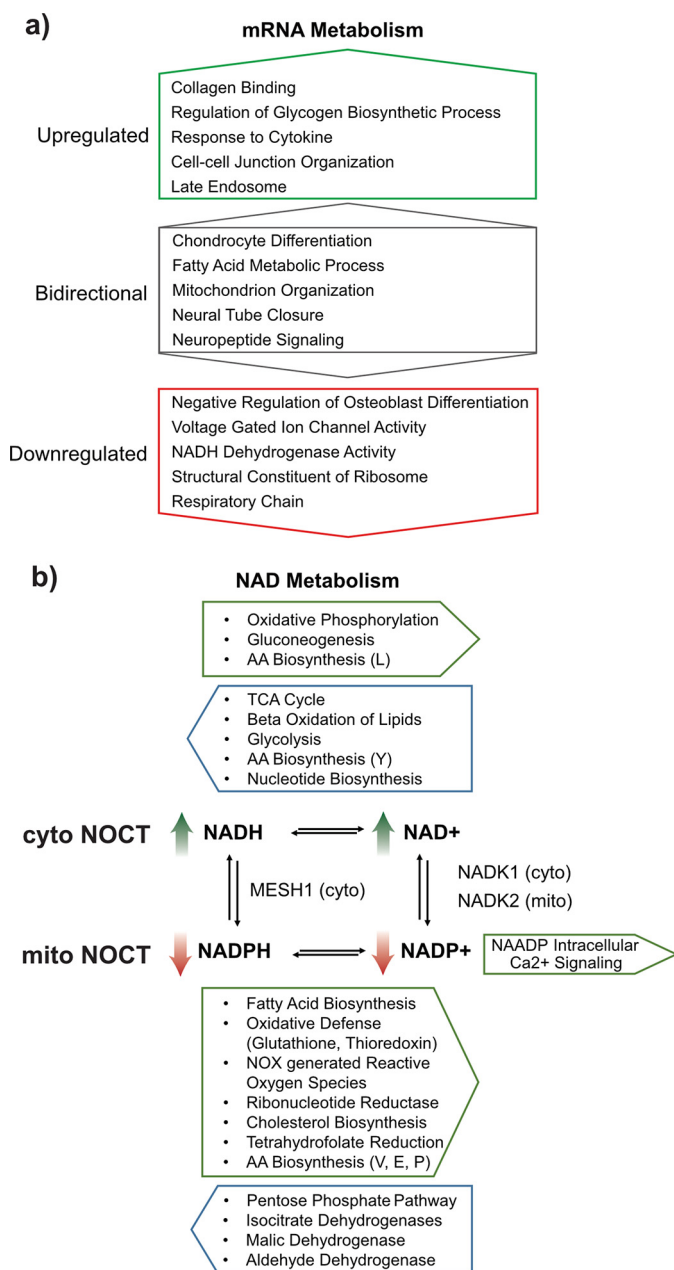 a)
mRNA Metabolism
Upregulated
Collagen Binding
Regulation of Glycogen Biosynthetic Process
Response to Cytokine
Cell-cell Junction Organization
Late Endosome
Bidirectional
Chondrocyte Differentiation
Fatty Acid Metabolic Process
Mitochondrion Organization
Neural Tube Closure
Neuropeptide Signaling
Downregulated
Negative Regulation of Osteoblast Differentiation
Voltage Gated Ion Channel Activity
NADH Dehydrogenase Activity
Structural Constituent of Ribosome
Respiratory Chain
b)
NAD Metabolism
• Oxidative Phosphorylation
• Gluconeogenesis
• AA Biosynthesis (L)
• TCA Cycle
• Beta Oxidation of Lipids
• Glycolysis
• AA Biosynthesis (Y)
• Nucleotide Biosynthesis
cyto NOCT NADH NAD+
MESH1 (cyto)
NADK1 (cyto)
NADK2 (mito)
mito NOCT NADPH NADP+
NAADP Intracellular
Ca2+ Signaling
• Fatty Acid Biosynthesis
• Oxidative Defense
(Glutathione, Thioredoxin)
• NOX generated Reactive
Oxygen Species
• Ribonucleotide Reductase
• Cholesterol Biosynthesis
• Tetrahydrofolate Reduction
• AA Biosynthesis (V, E, P)
• Pentose Phosphate Pathway
• Isocitrate Dehydrogenases
• Malic Dehydrogenase
• Aldehyde Dehydrogenase